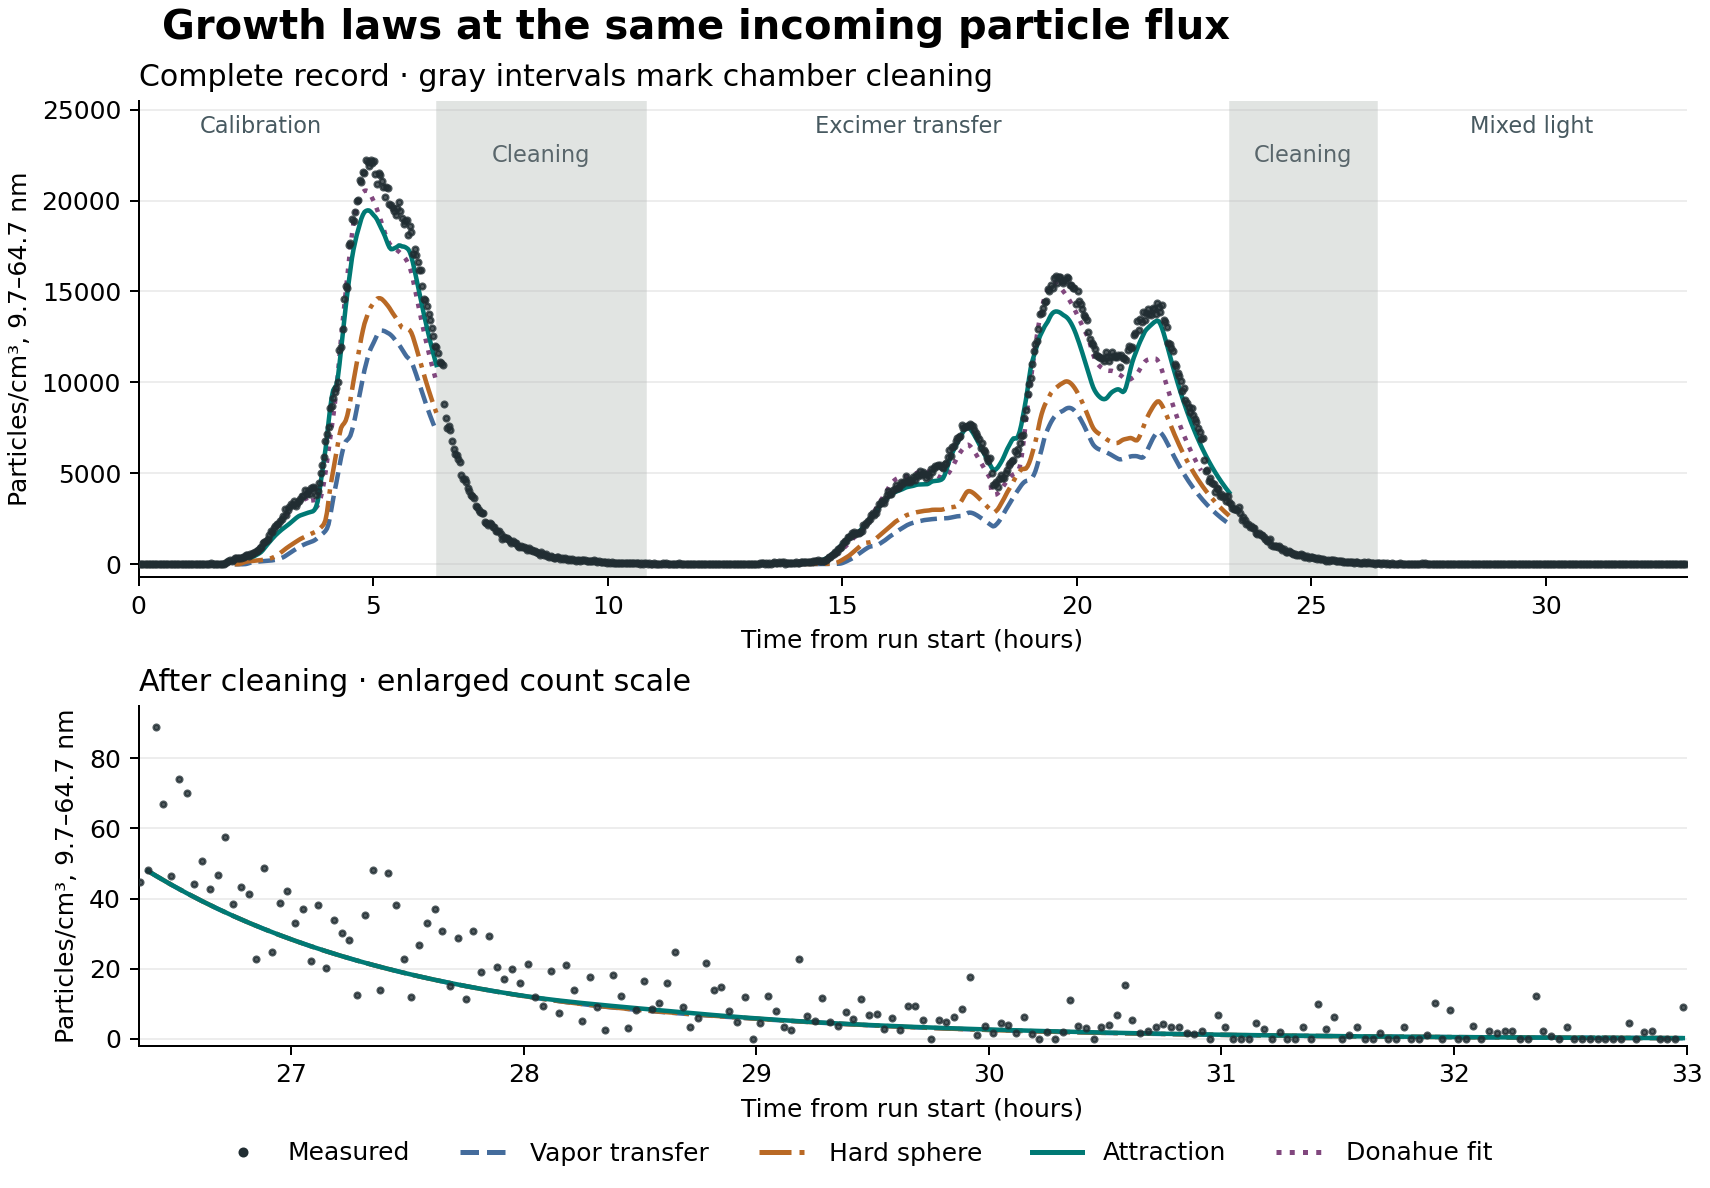 Growth laws at the same incoming particle flux
Complete record · gray intervals mark chamber cleaning
Particles/cm³, 9.7–64.7 nm
25000
20000
15000
10000
5000
0
Calibration
Cleaning
Excimer transfer
Cleaning
Mixed light
0 5 10 15 20 25 30
Time from run start (hours)
After cleaning · enlarged count scale
Particles/cm³, 9.7–64.7 nm
80
60
40
20
0
27 28 29 30 31 32 33
Time from run start (hours)
Measured Vapor transfer Hard sphere Attraction Donahue fit